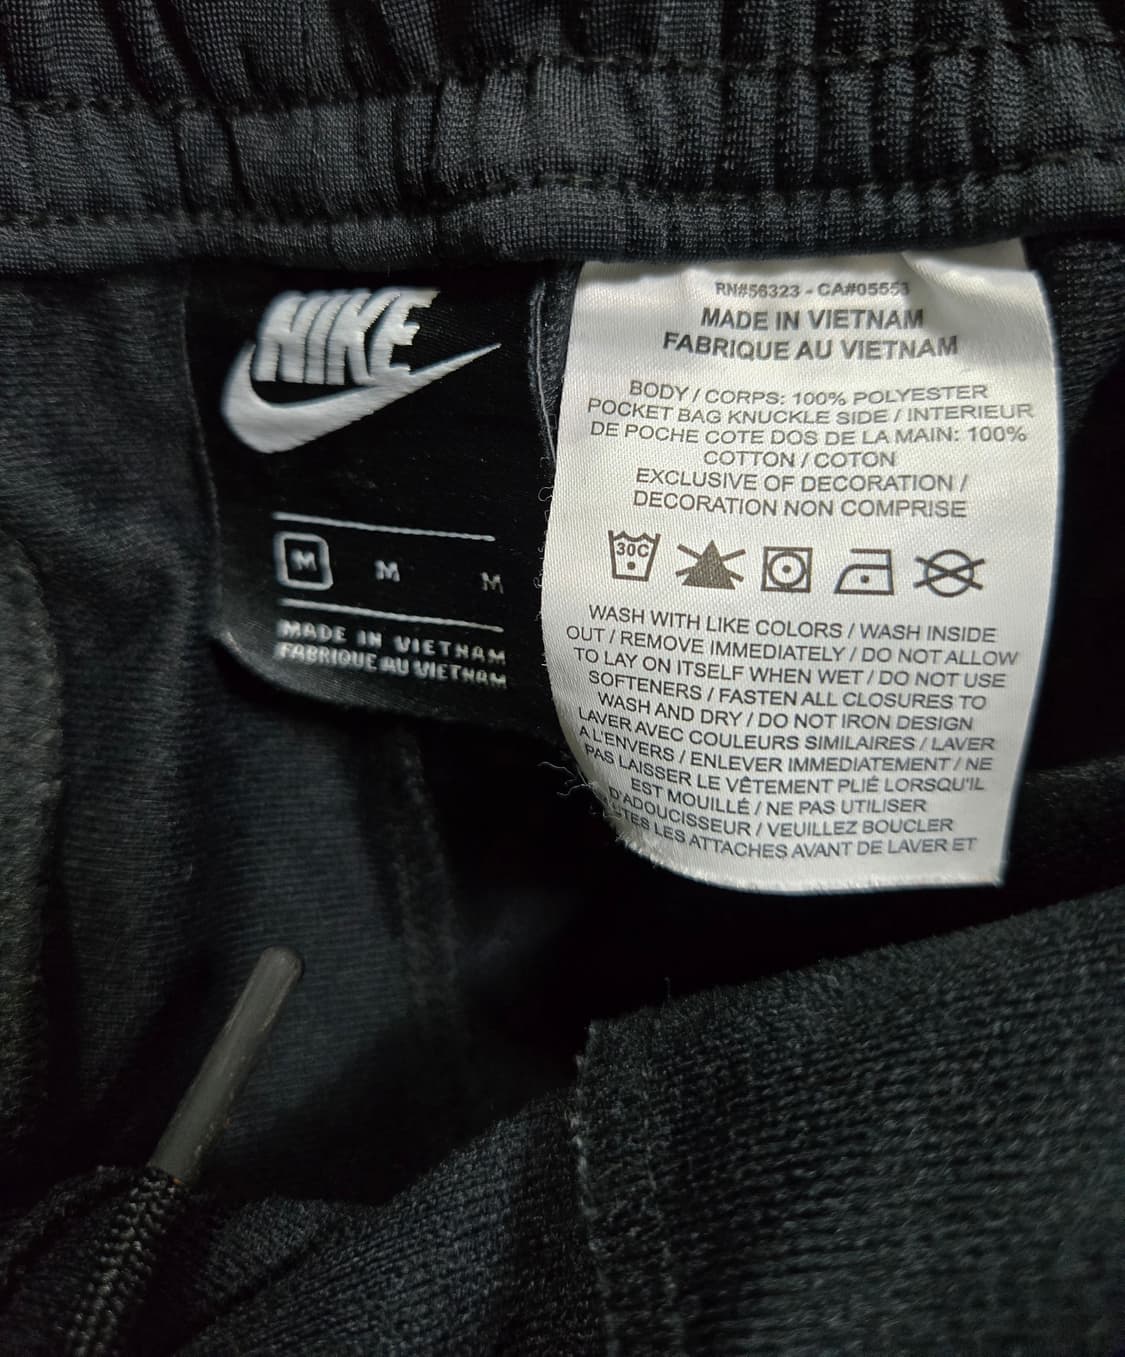 NIKE
M M M
MADE IN VIETNAM
FABRIQUE AU VIETNAM
RN#56323 - CA#05553
MADE IN VIETNAM
FABRIQUE AU VIETNAM
BODY / CORPS: 100% POLYESTER
POCKET BAG KNUCKLE SIDE / INTERIEUR
DE POCHE COTE DOS DE LA MAIN: 100%
COTTON / COTON
EXCLUSIVE OF DECORATION /
DECORATION NON COMPRISE
30C
WASH WITH LIKE COLORS / WASH INSIDE
OUT / REMOVE IMMEDIATELY / DO NOT ALLOW
TO LAY ON ITSELF WHEN WET / DO NOT USE
SOFTENERS / FASTEN ALL CLOSURES TO
WASH AND DRY / DO NOT IRON DESIGN
LAVER AVEC COULEURS SIMILAIRES / LAVER
A L'ENVERS / ENLEVER IMMEDIATEMENT / NE
PAS LAISSER LE VÊTEMENT PLIÉ LORSQU'IL
EST MOUILLÉ / NE PAS UTILISER
D'ADOUCISSEUR / VEUILLEZ BOUCLER
LES ATTACHES AVANT DE LAVER ET